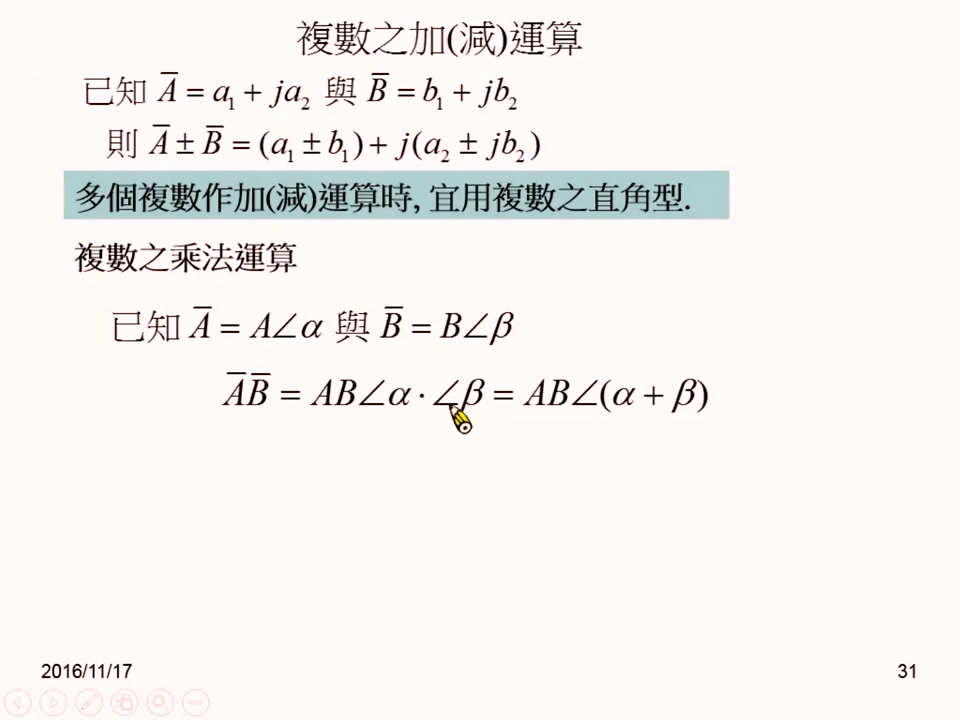 複數之加(減)運算
已知 A̅ = a₁ + ja₂ 與 B̅ = b₁ + jb₂
則 A̅ ± B̅ = (a₁ ± b₁) + j(a₂ ± jb₂)
多個複數作加(減)運算時, 宜用複數之直角型.
複數之乘法運算
已知 A̅ = A∠α 與 B̅ = B∠β
A̅B̅ = AB∠α · ∠β = AB∠(α + β)
2016/11/17
31